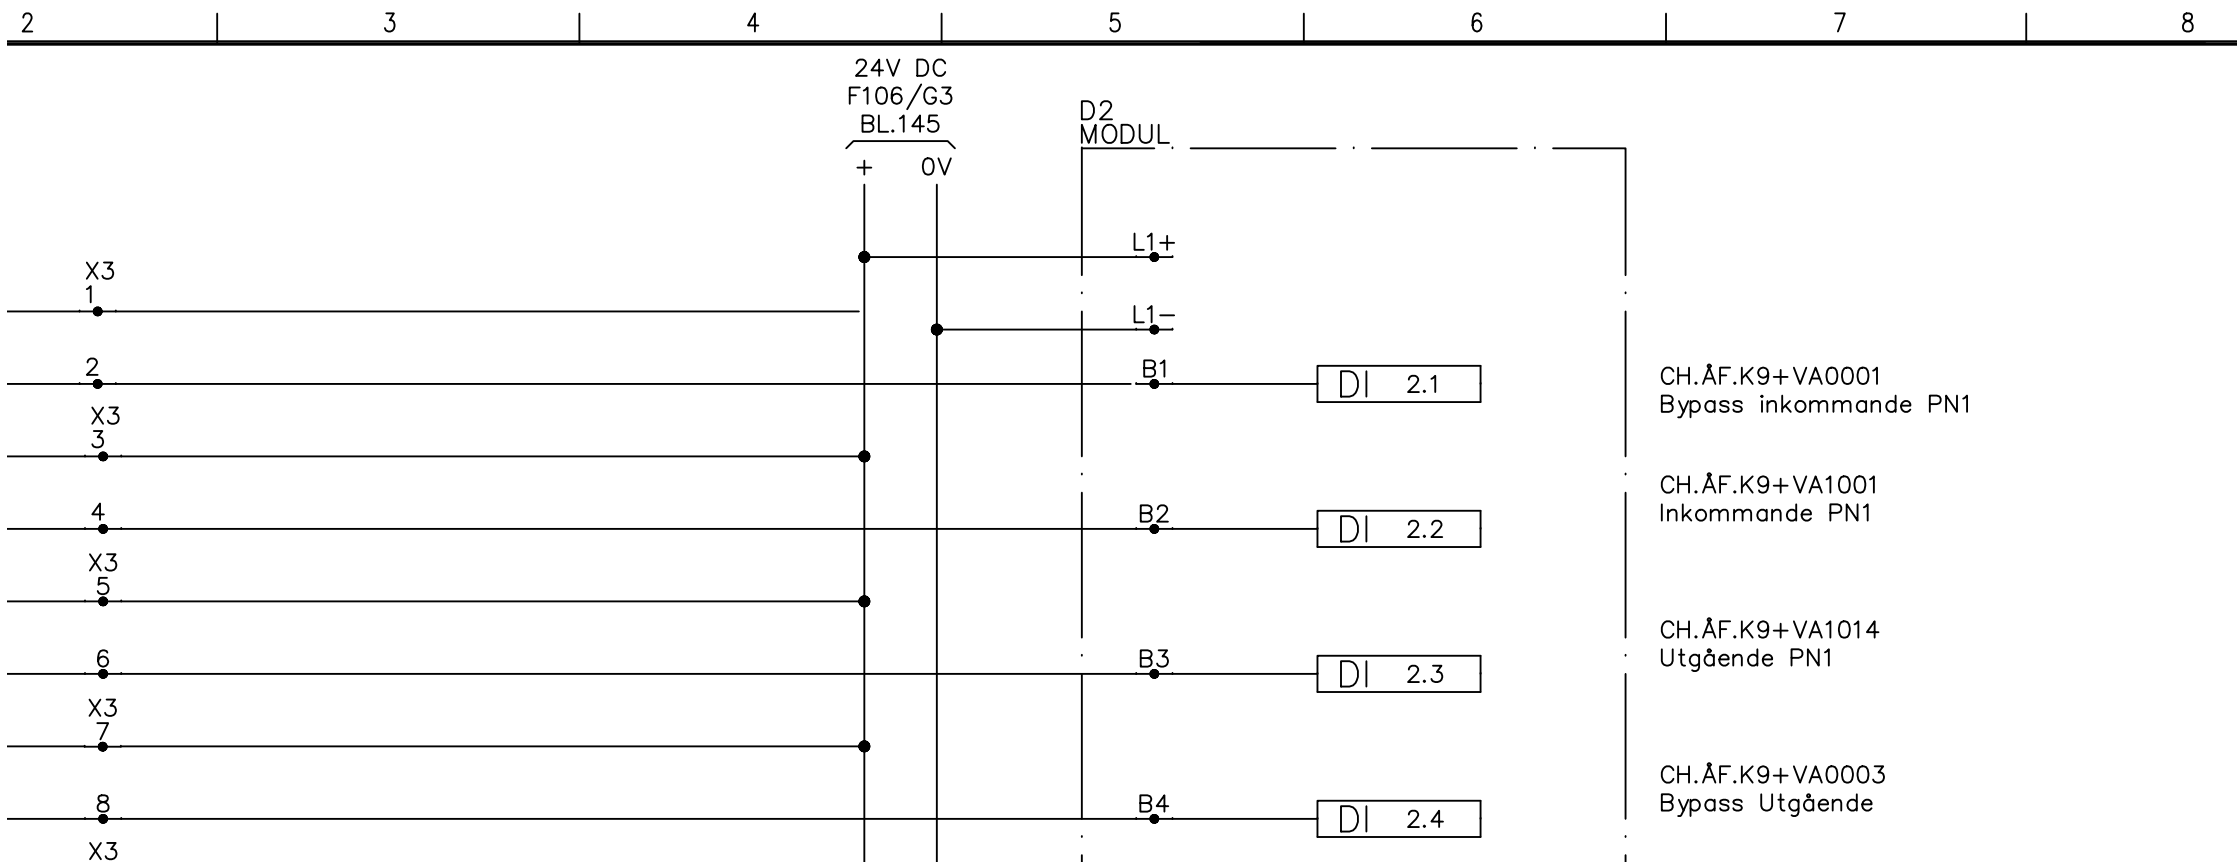 2 3 4 5 6 7 8
24V DC
F106/G3
BL.145
+ 0V
D2
MODUL
L1+
X3
1
L1-
2 B1 DI 2.1
CH.ÅF.K9+VA0001
Bypass inkommande PN1
X3
3
4 B2 DI 2.2
CH.ÅF.K9+VA1001
Inkommande PN1
X3
5
6 B3 DI 2.3
CH.ÅF.K9+VA1014
Utgående PN1
X3
7
8 B4 DI 2.4
CH.ÅF.K9+VA0003
Bypass Utgående
X3